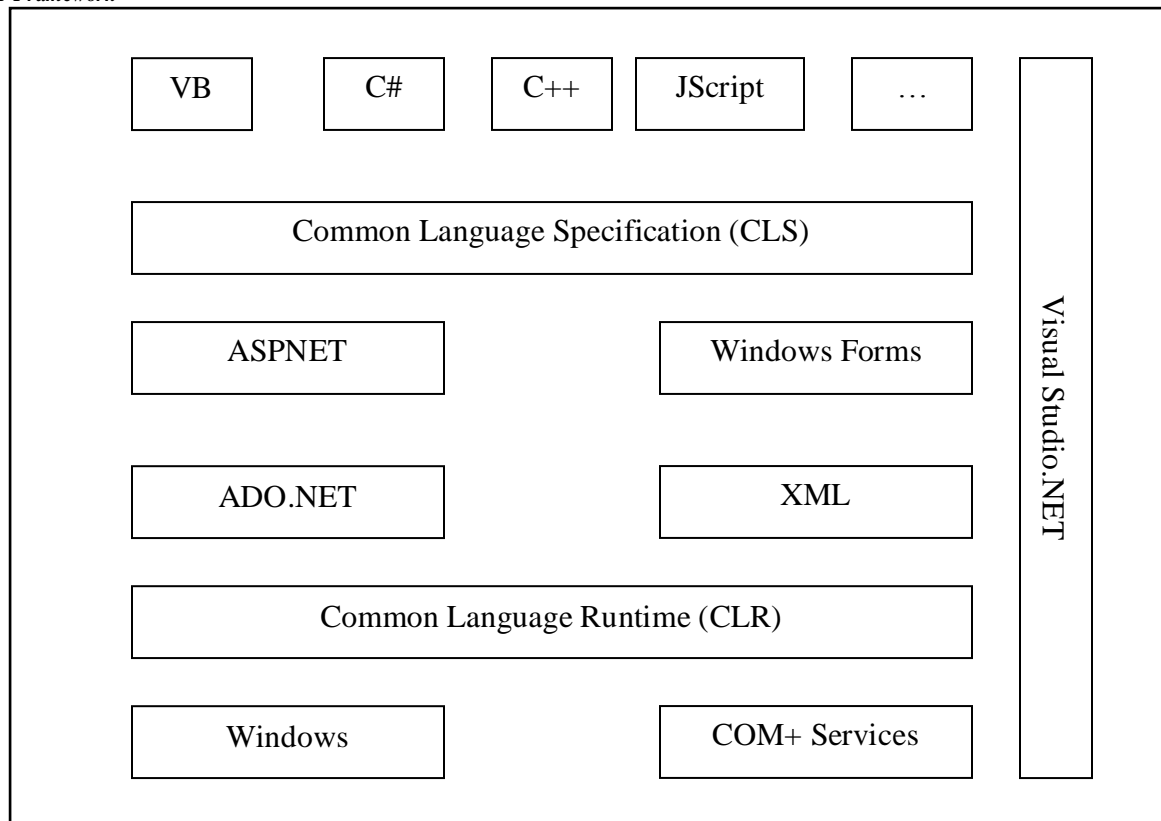 VB C# C++ JScript …
Common Language Specification (CLS)
ASPNET Windows Forms
ADO.NET XML
Common Language Runtime (CLR)
Windows COM+ Services
Visual Studio.NET